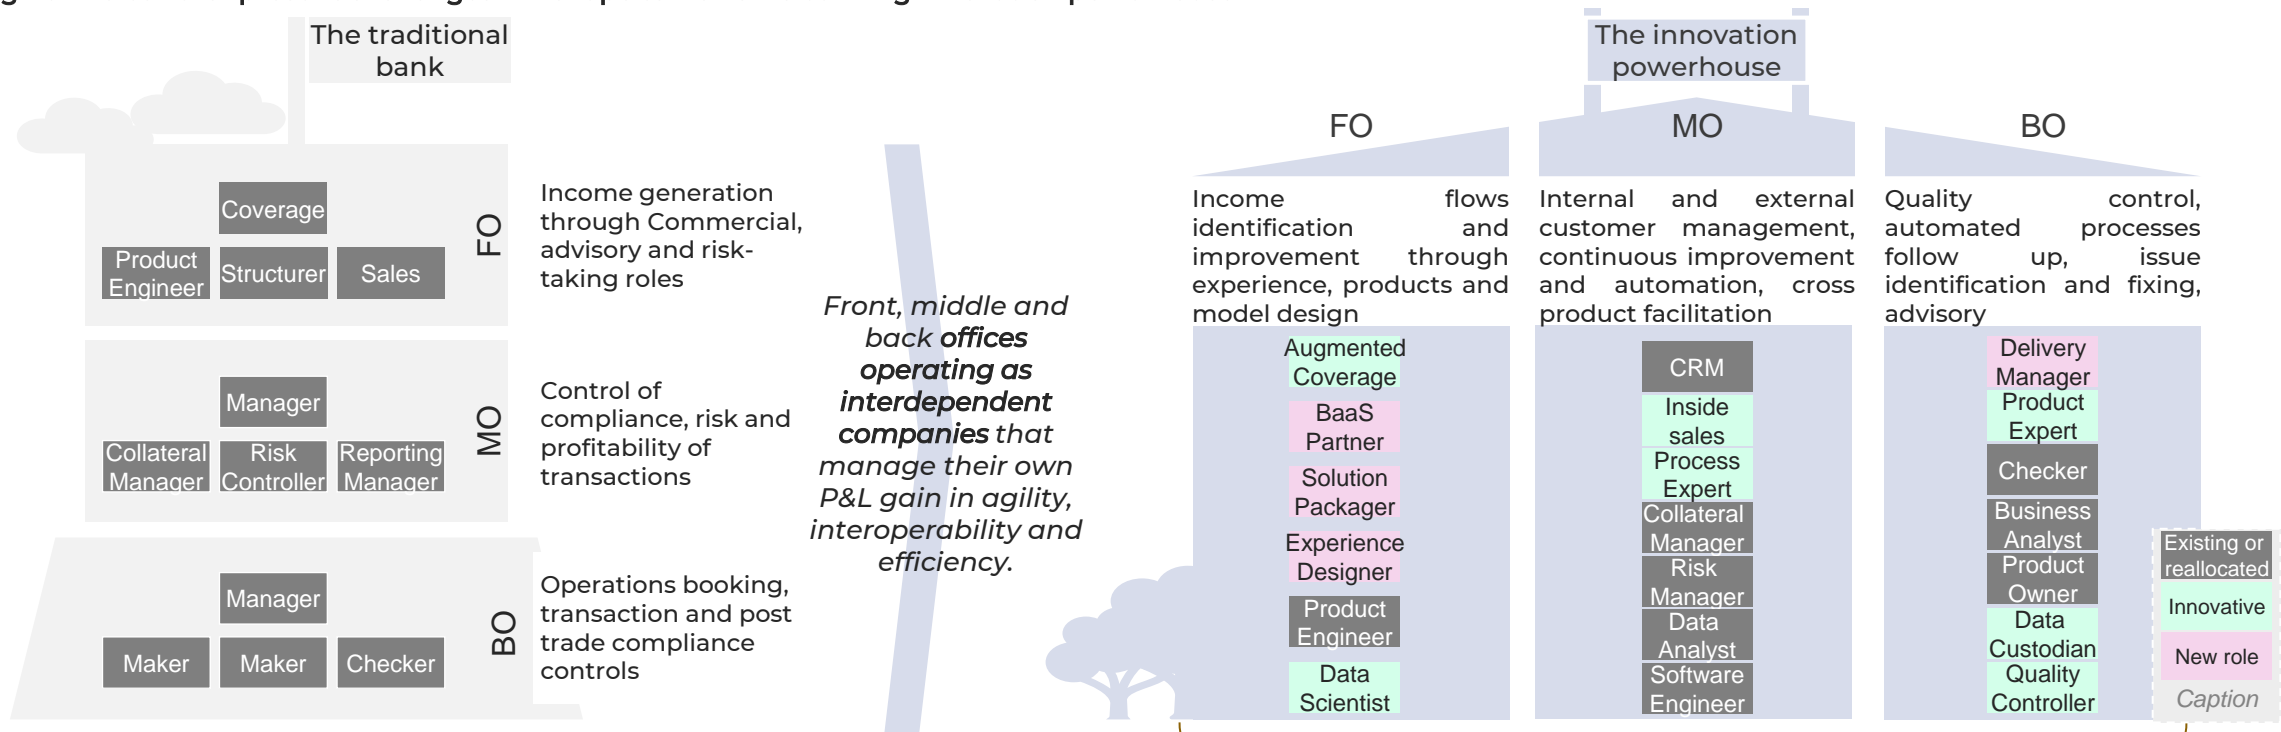 The traditional
bank
Coverage
Product
Engineer
Structurer
Sales
FO
Income generation
through Commercial,
advisory and risk-
taking roles
Manager
Collateral
Manager
Risk
Controller
Reporting
Manager
MO
Control of
compliance, risk and
profitability of
transactions
Manager
Maker
Maker
Checker
BO
Operations booking,
transaction and post
trade compliance
controls
Front, middle and
back offices
operating as
interdependent
companies that
manage their own
P&L gain in agility,
interoperability and
efficiency.
The innovation
powerhouse
FO
Income flows
identification and
improvement through
experience, products and
model design
Augmented
Coverage
BaaS
Partner
Solution
Packager
Experience
Designer
Product
Engineer
Data
Scientist
MO
Internal and external
customer management,
continuous improvement
and automation, cross
product facilitation
CRM
Inside
sales
Process
Expert
Collateral
Manager
Risk
Manager
Data
Analyst
Software
Engineer
BO
Quality control,
automated processes
follow up, issue
identification and fixing,
advisory
Delivery
Manager
Product
Expert
Checker
Business
Analyst
Product
Owner
Data
Custodian
Quality
Controller
Existing or
reallocated
Innovative
New role
Caption